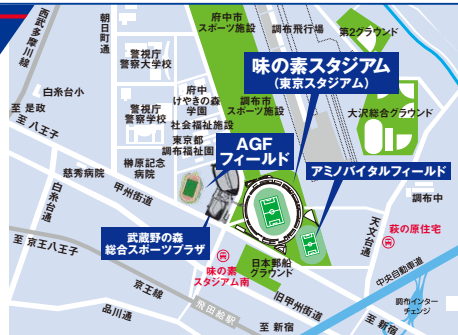 西武多摩川線
朝日町通
府中市
スポーツ施設
調布飛行場
第2グラウンド
警視庁
警察大学校
味の素スタジアム
(東京スタジアム)
白糸台小
至 是政
至 八王子
警視庁
警察学校
府中
けやきの森
学園
社会福祉施設
東京都
調布福祉園
調布市
スポーツ施設
大沢総合グラウンド
AGF
フィールド
アミノバイタルフィールド
榊原記念
病院
慈秀病院
甲州街道
白糸台通
調布中
武蔵野の森
総合スポーツプラザ
天文台通
萩の原住宅
至 京王八王子
味の素
スタジアム南
日本郵船
グラウンド
中央自動車道
京王線
飛田給駅
旧甲州街道
調布インター
チェンジ
品川通
至 新宿
至 新宿